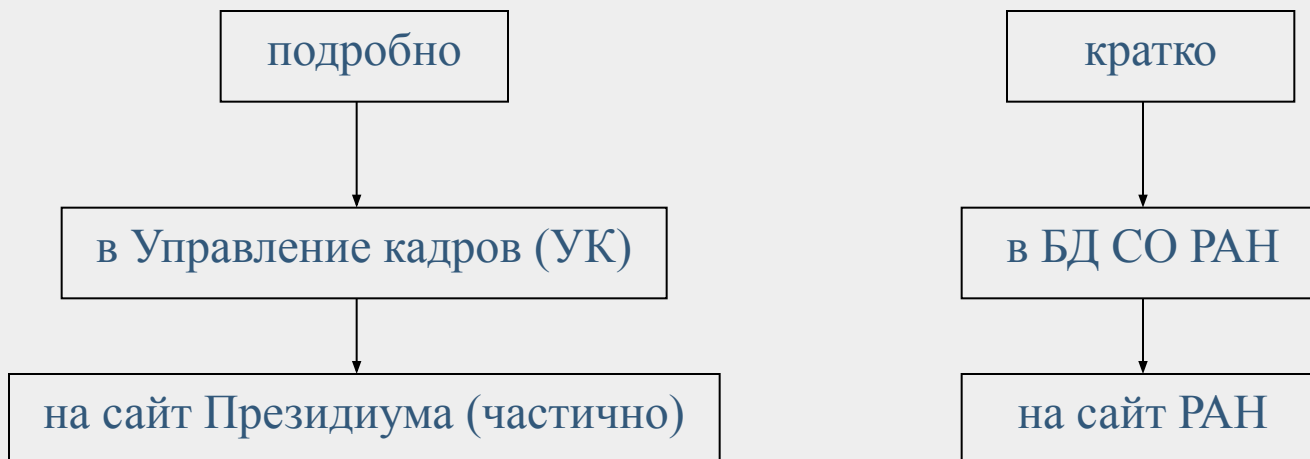 подробно
кратко
в Управление кадров (УК)
в БД СО РАН
на сайт Президиума (частично)
на сайт РАН